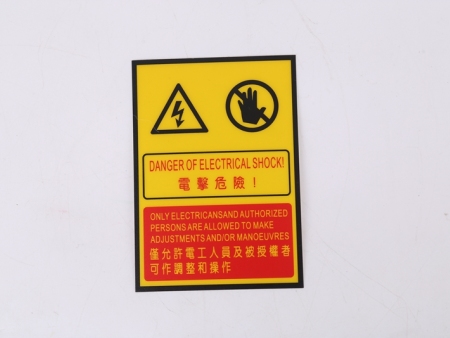 DANGER OF ELECTRICAL SHOCK!
電擊危險！
ONLY ELECTRICANSAND AUTHORIZED
PERSONS ARE ALLOWED TO MAKE
ADJUSTMENTS AND/OR MANOEUVRES
僅允許電工人員及被授權者
可作調整和操作